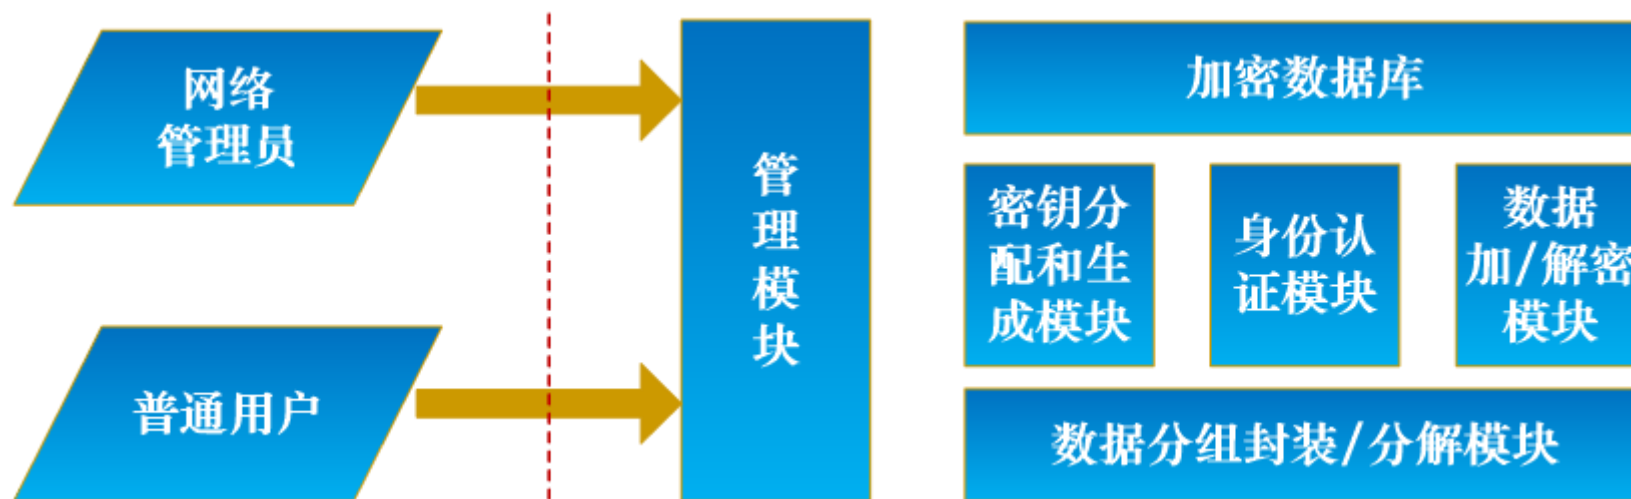 网络
管理员
普通用户
管
理
模
块
加密数据库
密钥分
配和生
成模块
身份认
证模块
数据
加/解密
模块
数据分组封装/分解模块